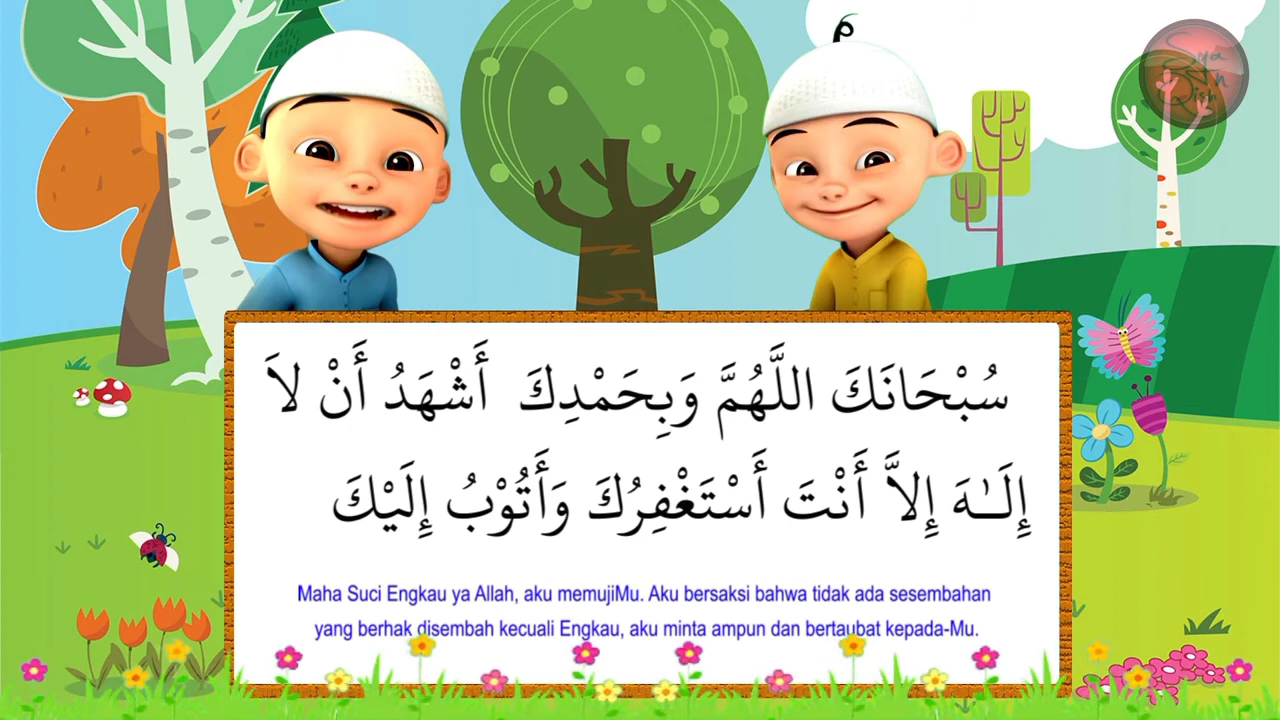 سُبْحَانَكَ اللَّهُمَّ وَبِحَمْدِكَ أَشْهَدُ أَنْ لاَ
إِلَـٰهَ إِلاَّ أَنْتَ أَسْتَغْفِرُكَ وَأَتُوْبُ إِلَيْكَ
Maha Suci Engkau ya Allah, aku memujiMu. Aku bersaksi bahwa tidak ada sesembahan
yang berhak disembah kecuali Engkau, aku minta ampun dan bertaubat kepada-Mu.